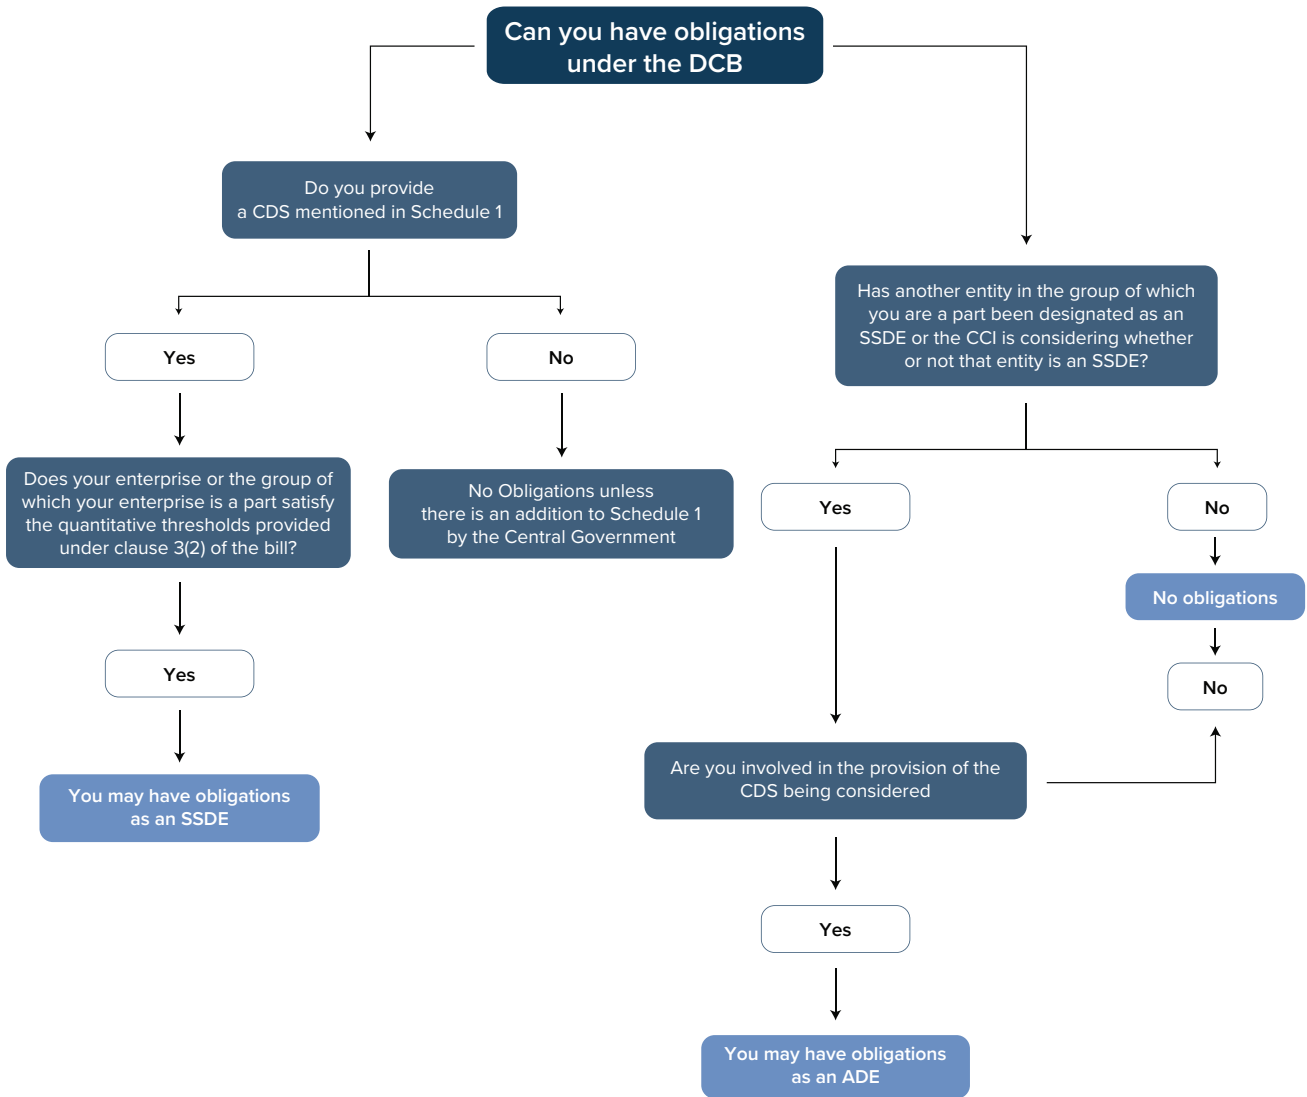 Can you have obligations
under the DCB
Do you provide
a CDS mentioned in Schedule 1
Has another entity in the group of which
you are a part been designated as an
SSDE or the CCI is considering whether
or not that entity is an SSDE?
Yes
No
Does your enterprise or the group of
which your enterprise is a part satisfy
the quantitative thresholds provided
under clause 3(2) of the bill?
No Obligations unless
there is an addition to Schedule 1
by the Central Government
Yes
No
No obligations
No
Yes
You may have obligations
as an SSDE
Are you involved in the provision of the
CDS being considered
Yes
You may have obligations
as an ADE